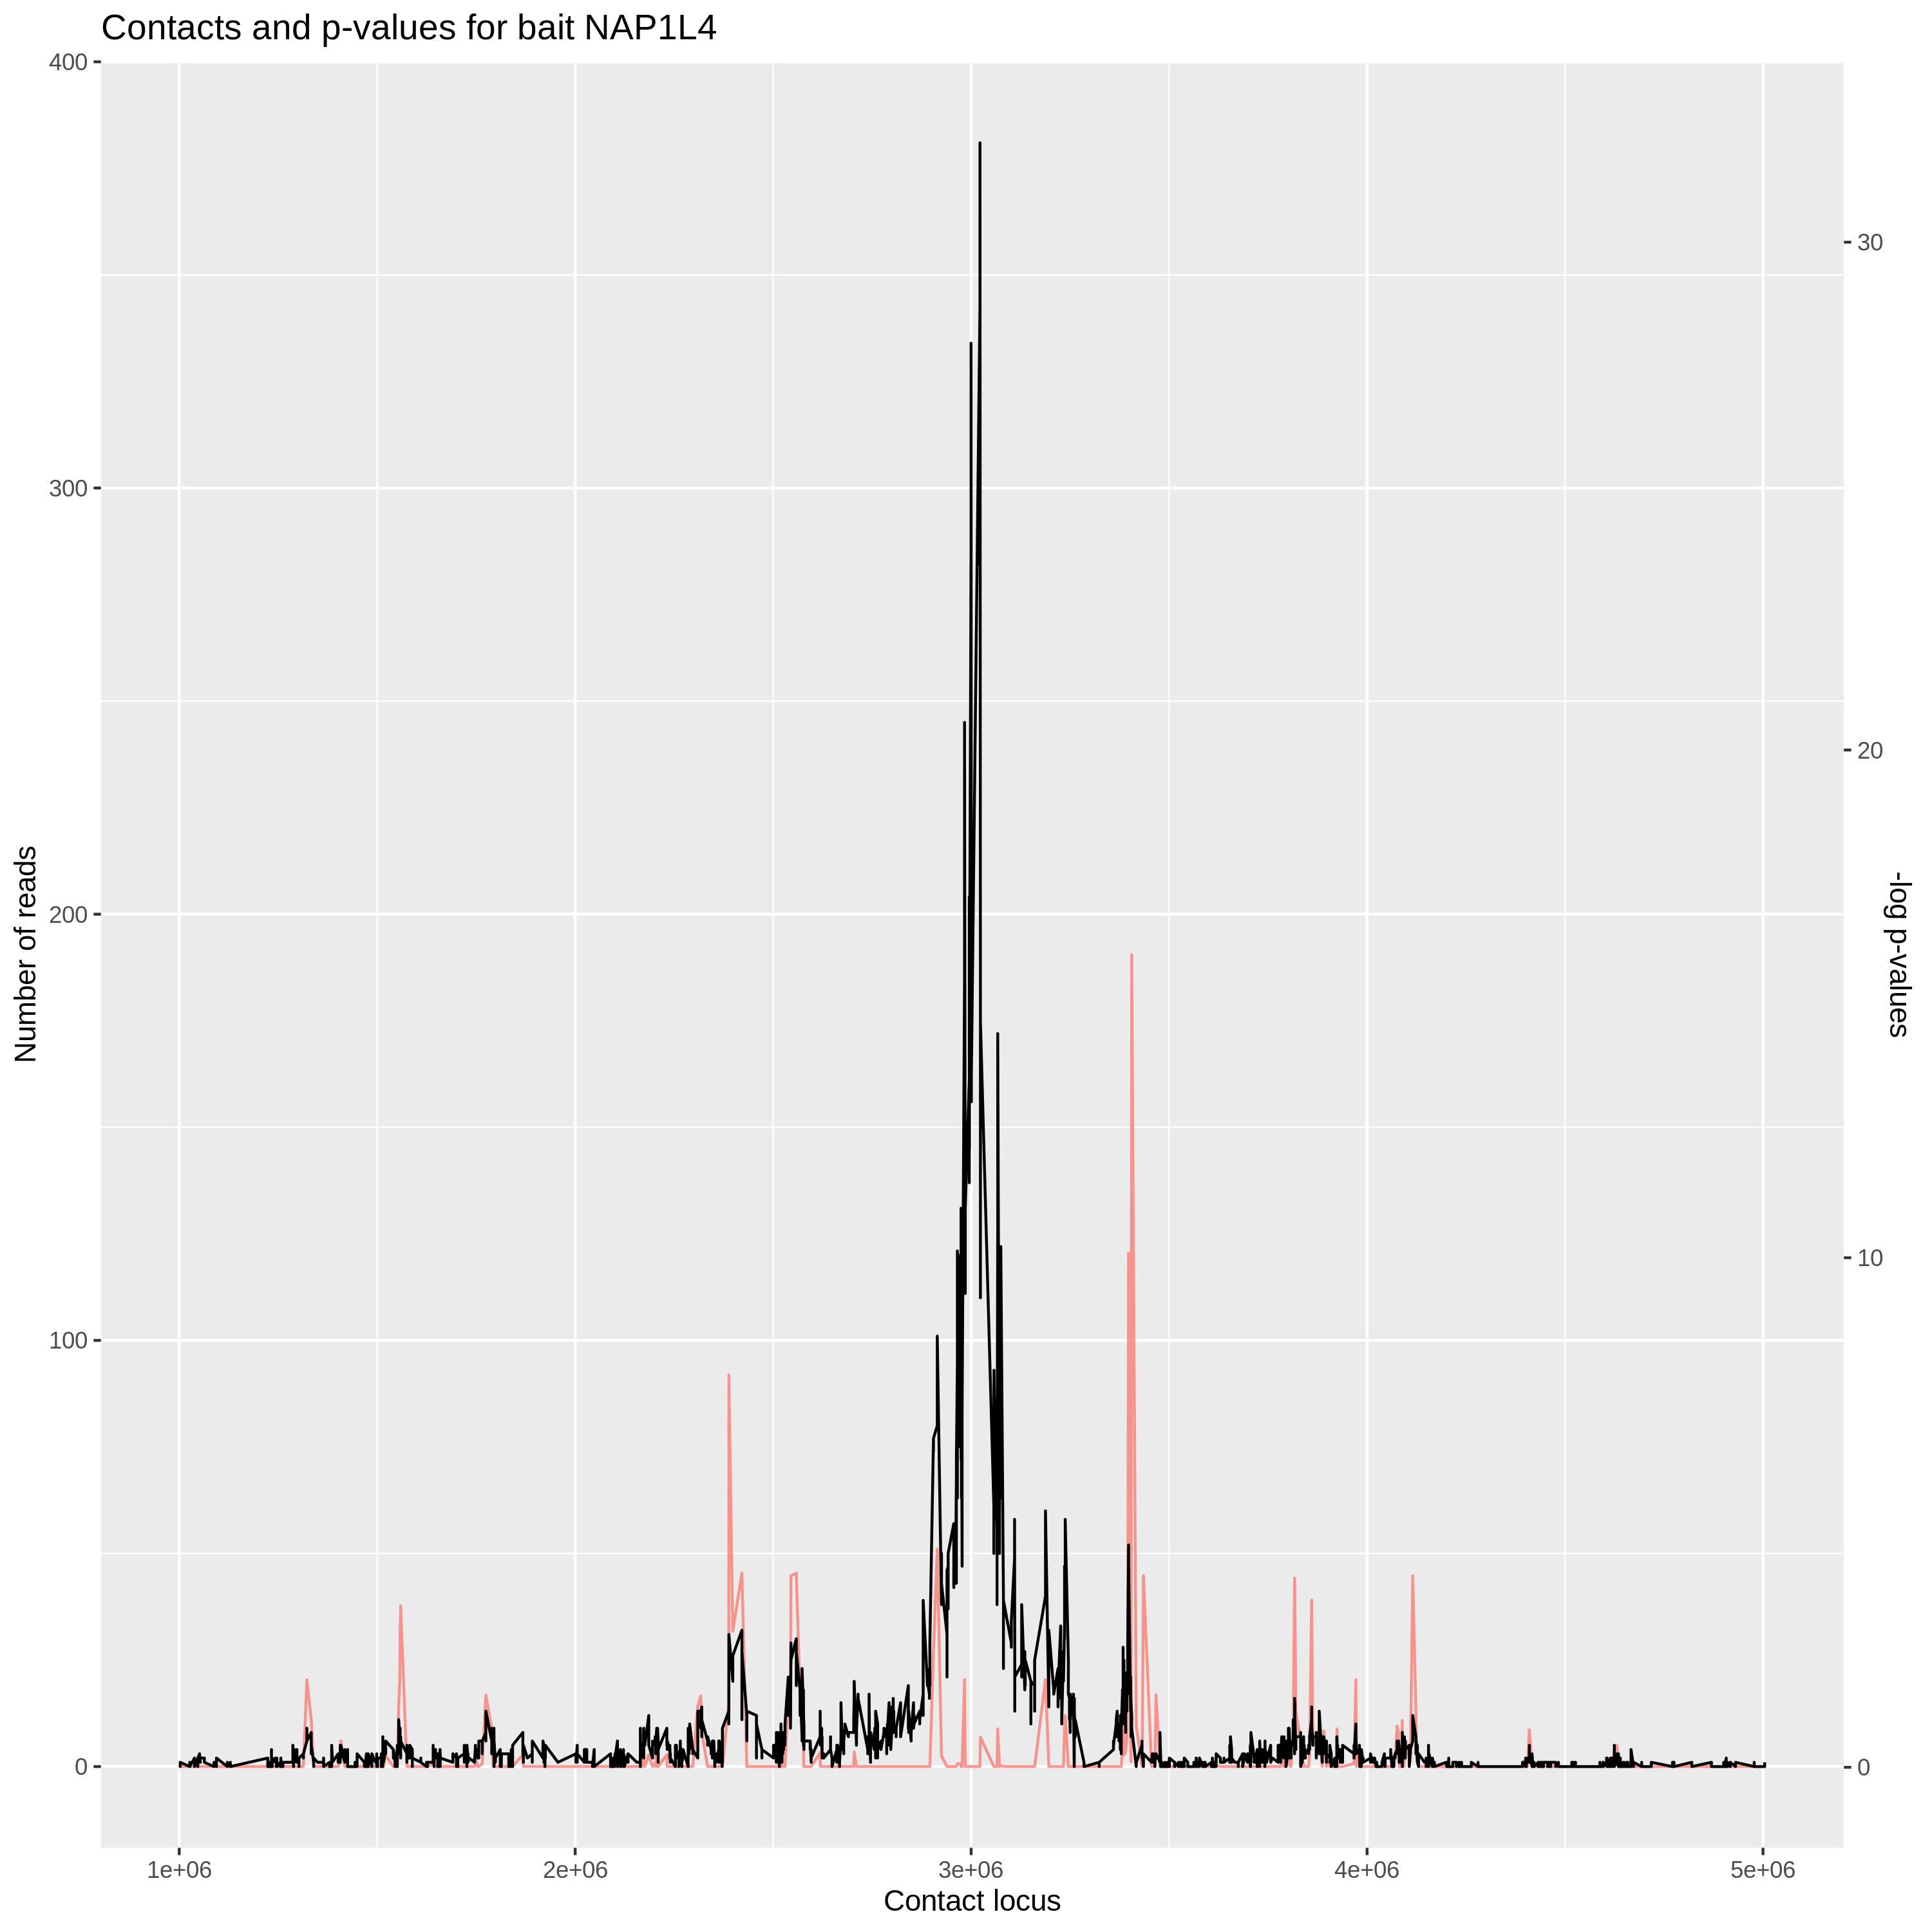 Contacts and p-values for bait NAP1L4
400
300
200
100
0
Number of reads
30
20
10
0
-log p-values
1e+06 2e+06 3e+06 4e+06 5e+06
Contact locus